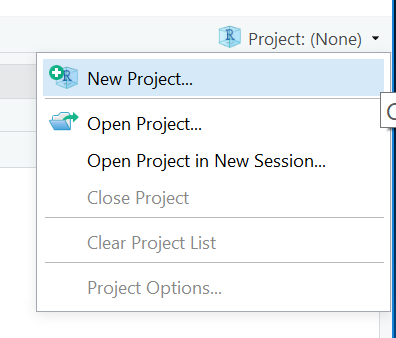 Project: (None)
New Project...
Open Project...
Open Project in New Session...
Close Project
Clear Project List
Project Options...